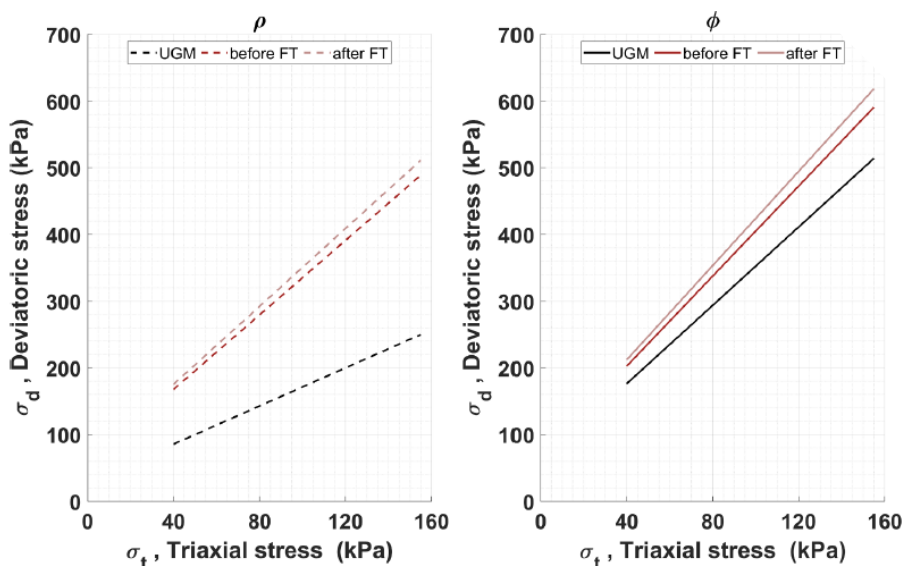 ρ
700
UGM before FT after FT
600
500
400
300
200
100
0
0 40 80 120 160
σd , Deviatoric stress (kPa)
σt , Triaxial stress (kPa)
ϕ
700
UGM before FT after FT
600
500
400
300
200
100
0
0 40 80 120 160
σd , Deviatoric stress (kPa)
σt , Triaxial stress (kPa)